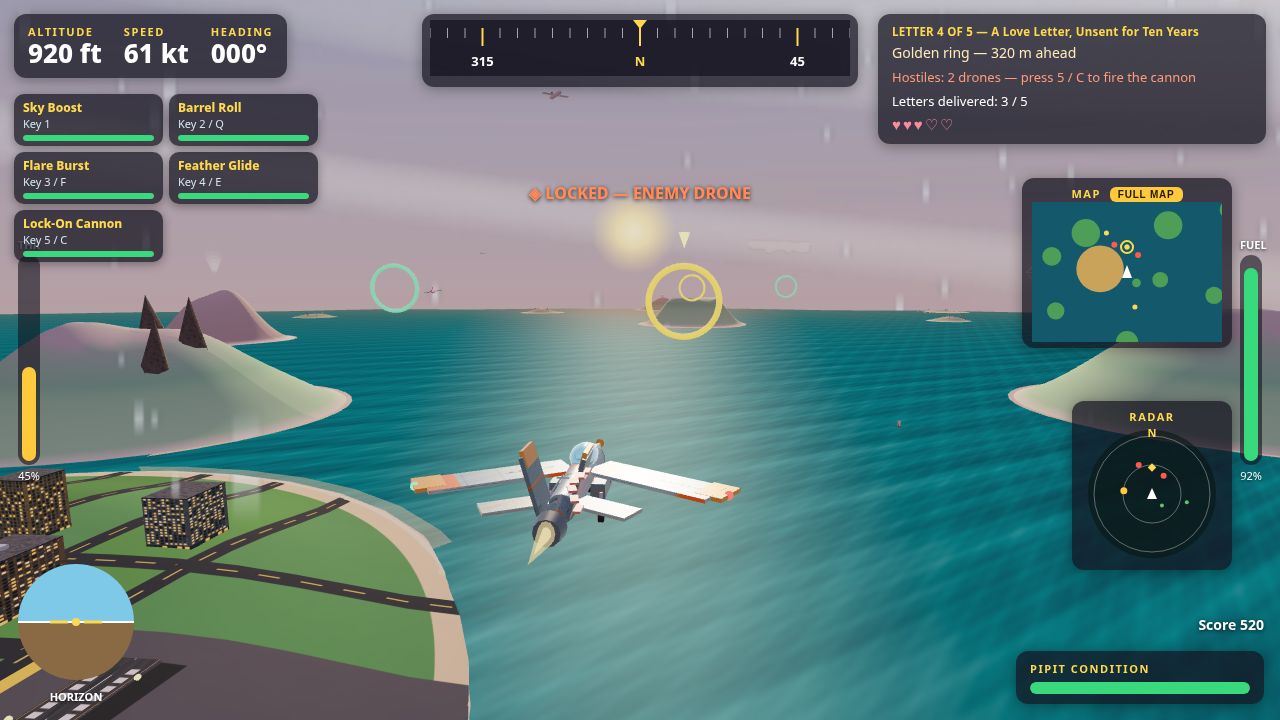 ALTITUDE
920 ft
SPEED
61 kt
HEADING
000°
315
N
45
LETTER 4 OF 5 — A Love Letter, Unsent for Ten Years
Golden ring — 320 m ahead
Hostiles: 2 drones — press 5 / C to fire the cannon
Letters delivered: 3 / 5
♥♥♥♡♡
Sky Boost
Key 1
Barrel Roll
Key 2 / Q
Flare Burst
Key 3 / F
Feather Glide
Key 4 / E
Lock-On Cannon
Key 5 / C
◈ LOCKED — ENEMY DRONE
MAP
FULL MAP
FUEL
92%
45%
RADAR
N
HORIZON
Score 520
PIPIT CONDITION